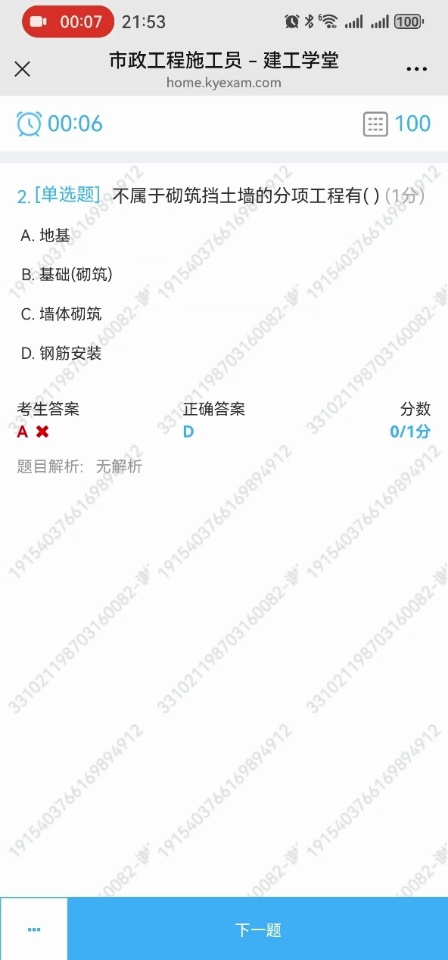 00:07 21:53 100
市政工程施工员 – 建工学堂
home.kyexam.com
00:06 100
2. [单选题] 不属于砌筑挡土墙的分项工程有( ) (1分)
A. 地基
B. 基础(砌筑)
C. 墙体砌筑
D. 钢筋安装
考生答案 正确答案 分数
A ✖ D 0/1分
题目解析: 无解析
1915403766169894912
331021198703160082-谢
下一题